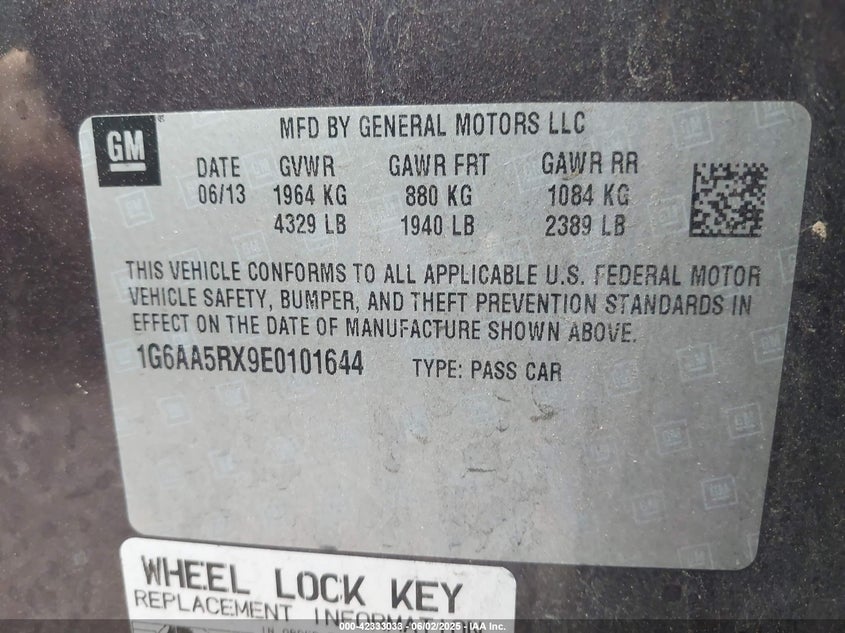 GM
MFD BY GENERAL MOTORS LLC
DATE GVWR GAWR FRT GAWR RR
06/13 1964 KG 880 KG 1084 KG
4329 LB 1940 LB 2389 LB
THIS VEHICLE CONFORMS TO ALL APPLICABLE U.S. FEDERAL MOTOR
VEHICLE SAFETY, BUMPER, AND THEFT PREVENTION STANDARDS IN
EFFECT ON THE DATE OF MANUFACTURE SHOWN ABOVE.
1G6AA5RX9E0101644 TYPE: PASS CAR
WHEEL LOCK KEY
REPLACEMENT
000-42333033 - 06/02/2025 - IAA Inc.